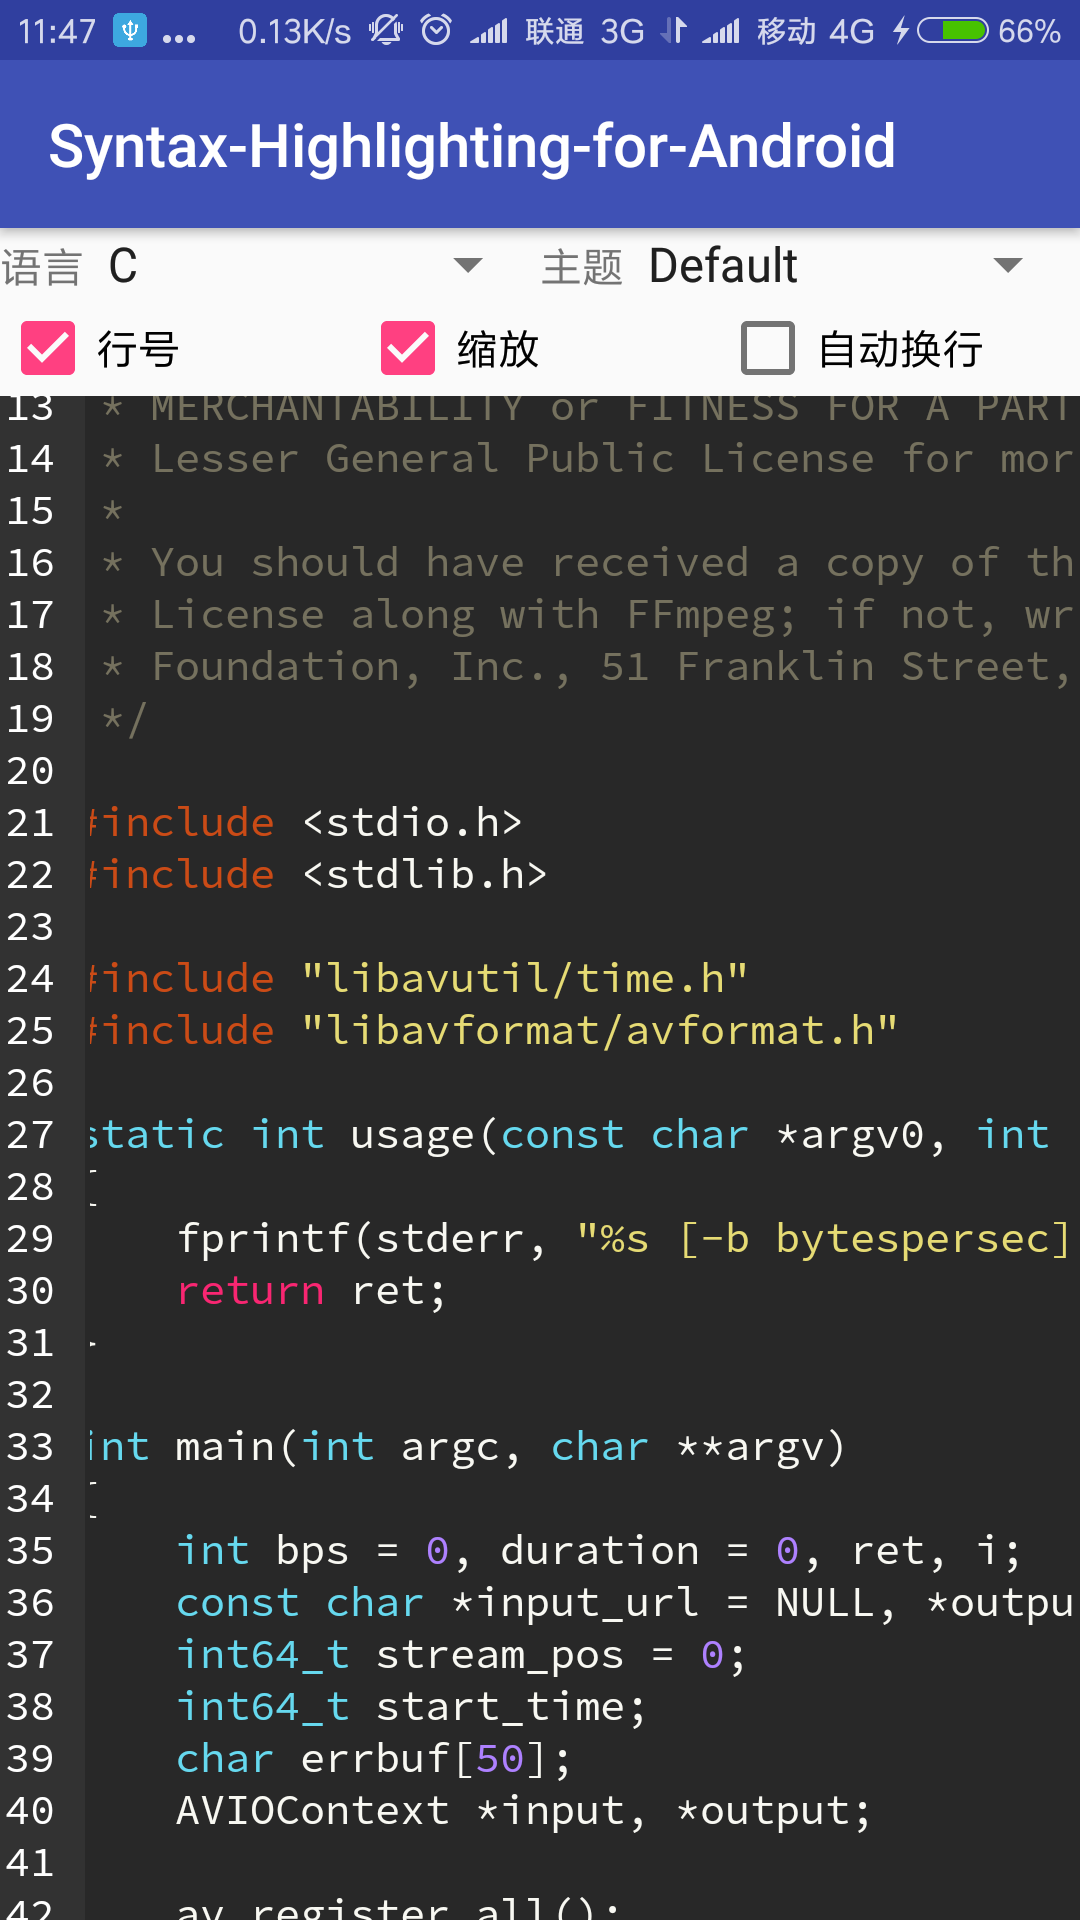 11:47 ... 0.13K/s 联通 3G 移动 4G 66%
Syntax-Highlighting-for-Android
语言 C 主题 Default
行号 缩放 自动换行
13 * MERCHANTABILITY or FITNESS FOR A PART
14 * Lesser General Public License for mor
15 *
16 * You should have received a copy of th
17 * License along with FFmpeg; if not, wr
18 * Foundation, Inc., 51 Franklin Street,
19 */
20
21 #include <stdio.h>
22 #include <stdlib.h>
23
24 #include "libavutil/time.h"
25 #include "libavformat/avformat.h"
26
27 static int usage(const char *argv0, int
28 {
29 fprintf(stderr, "%s [-b bytespersec]
30 return ret;
31 }
32
33 int main(int argc, char **argv)
34 {
35 int bps = 0, duration = 0, ret, i;
36 const char *input_url = NULL, *outpu
37 int64_t stream_pos = 0;
38 int64_t start_time;
39 char errbuf[50];
40 AVIOContext *input, *output;
41
42 av_register_all();